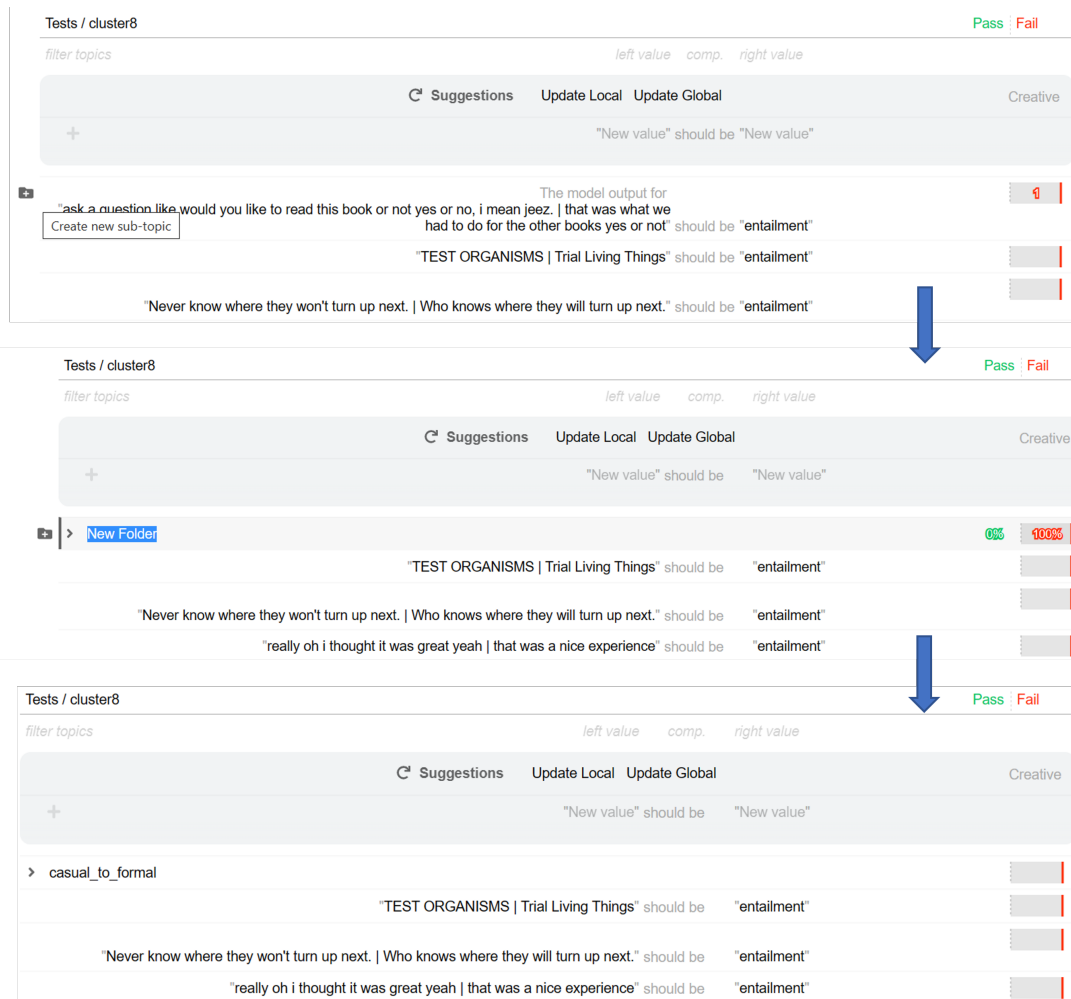 Tests / cluster8 Pass Fail
filter topics left value comp. right value
Suggestions Update Local Update Global Creative
+ "New value" should be "New value"
The model output for 1
"ask a question like would you like to read this book or not yes or no, i mean jeez. | that was what we
Create new sub-topic had to do for the other books yes or not" should be "entailment"
"TEST ORGANISMS | Trial Living Things" should be "entailment"
"Never know where they won't turn up next. | Who knows where they will turn up next." should be "entailment"
Tests / cluster8 Pass Fail
filter topics left value comp. right value
Suggestions Update Local Update Global Creative
+ "New value" should be "New value"
New Folder 0% 100%
"TEST ORGANISMS | Trial Living Things" should be "entailment"
"Never know where they won't turn up next. | Who knows where they will turn up next." should be "entailment"
"really oh i thought it was great yeah | that was a nice experience" should be "entailment"
Tests / cluster8 Pass Fail
filter topics left value comp. right value
Suggestions Update Local Update Global Creative
+ "New value" should be "New value"
casual_to_formal
"TEST ORGANISMS | Trial Living Things" should be "entailment"
"Never know where they won't turn up next. | Who knows where they will turn up next." should be "entailment"
"really oh i thought it was great yeah | that was a nice experience" should be "entailment"